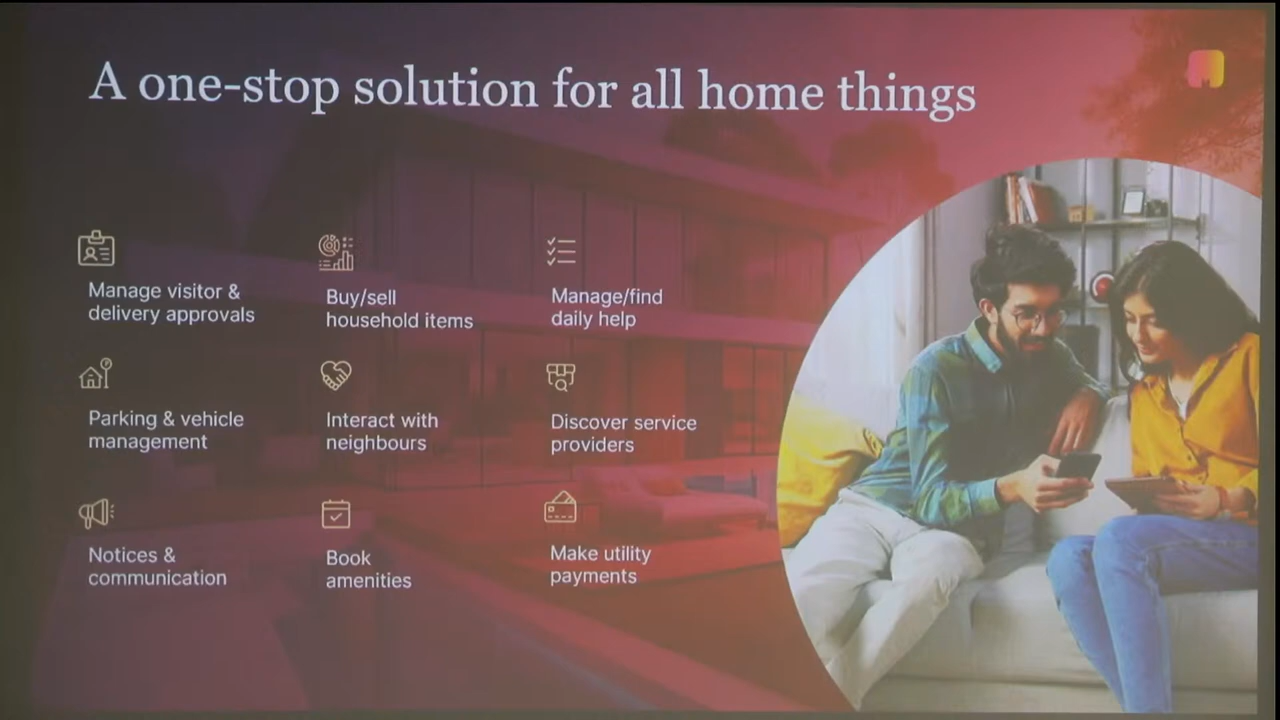 A one-stop solution for all home things
Manage visitor &
delivery approvals
Buy/sell
household items
Manage/find
daily help
Parking & vehicle
management
Interact with
neighbours
Discover service
providers
Notices &
communication
Book
amenities
Make utility
payments